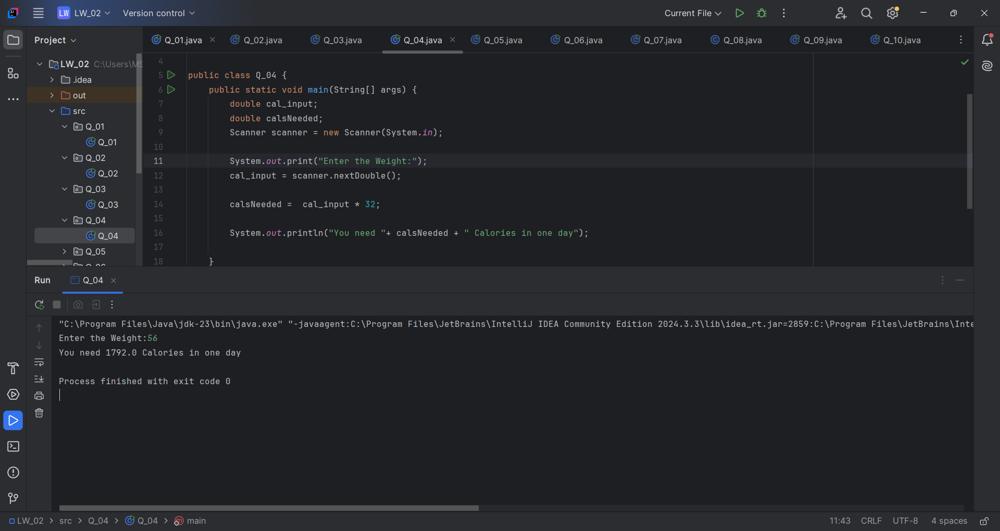 LW LW_02 Version control Current File
Project
Q_01.java Q_02.java Q_03.java Q_04.java Q_05.java Q_06.java Q_07.java Q_08.java Q_09.java Q_10.java
LW_02 C:\Users\MS
.idea
out
src
Q_01
Q_01
Q_02
Q_02
Q_03
Q_03
Q_04
Q_04
Q_05
4
5 public class Q_04 {
6 public static void main(String[] args) {
7 double cal_input;
8 double calsNeeded;
9 Scanner scanner = new Scanner(System.in);
10
11 System.out.print("Enter the Weight:");
12 cal_input = scanner.nextDouble();
13
14 calsNeeded =  cal_input * 32;
15
16 System.out.println("You need "+ calsNeeded + " Calories in one day");
17
18 }
Run Q_04
"C:\Program Files\Java\jdk-23\bin\java.exe" "-javaagent:C:\Program Files\JetBrains\IntelliJ IDEA Community Edition 2024.3.3\lib\idea_rt.jar=2859:C:\Program Files\JetBrains\Inte
Enter the Weight:56
You need 1792.0 Calories in one day
Process finished with exit code 0
LW_02 > src > Q_04 > Q_04 > main 11:43 CRLF UTF-8 4 spaces